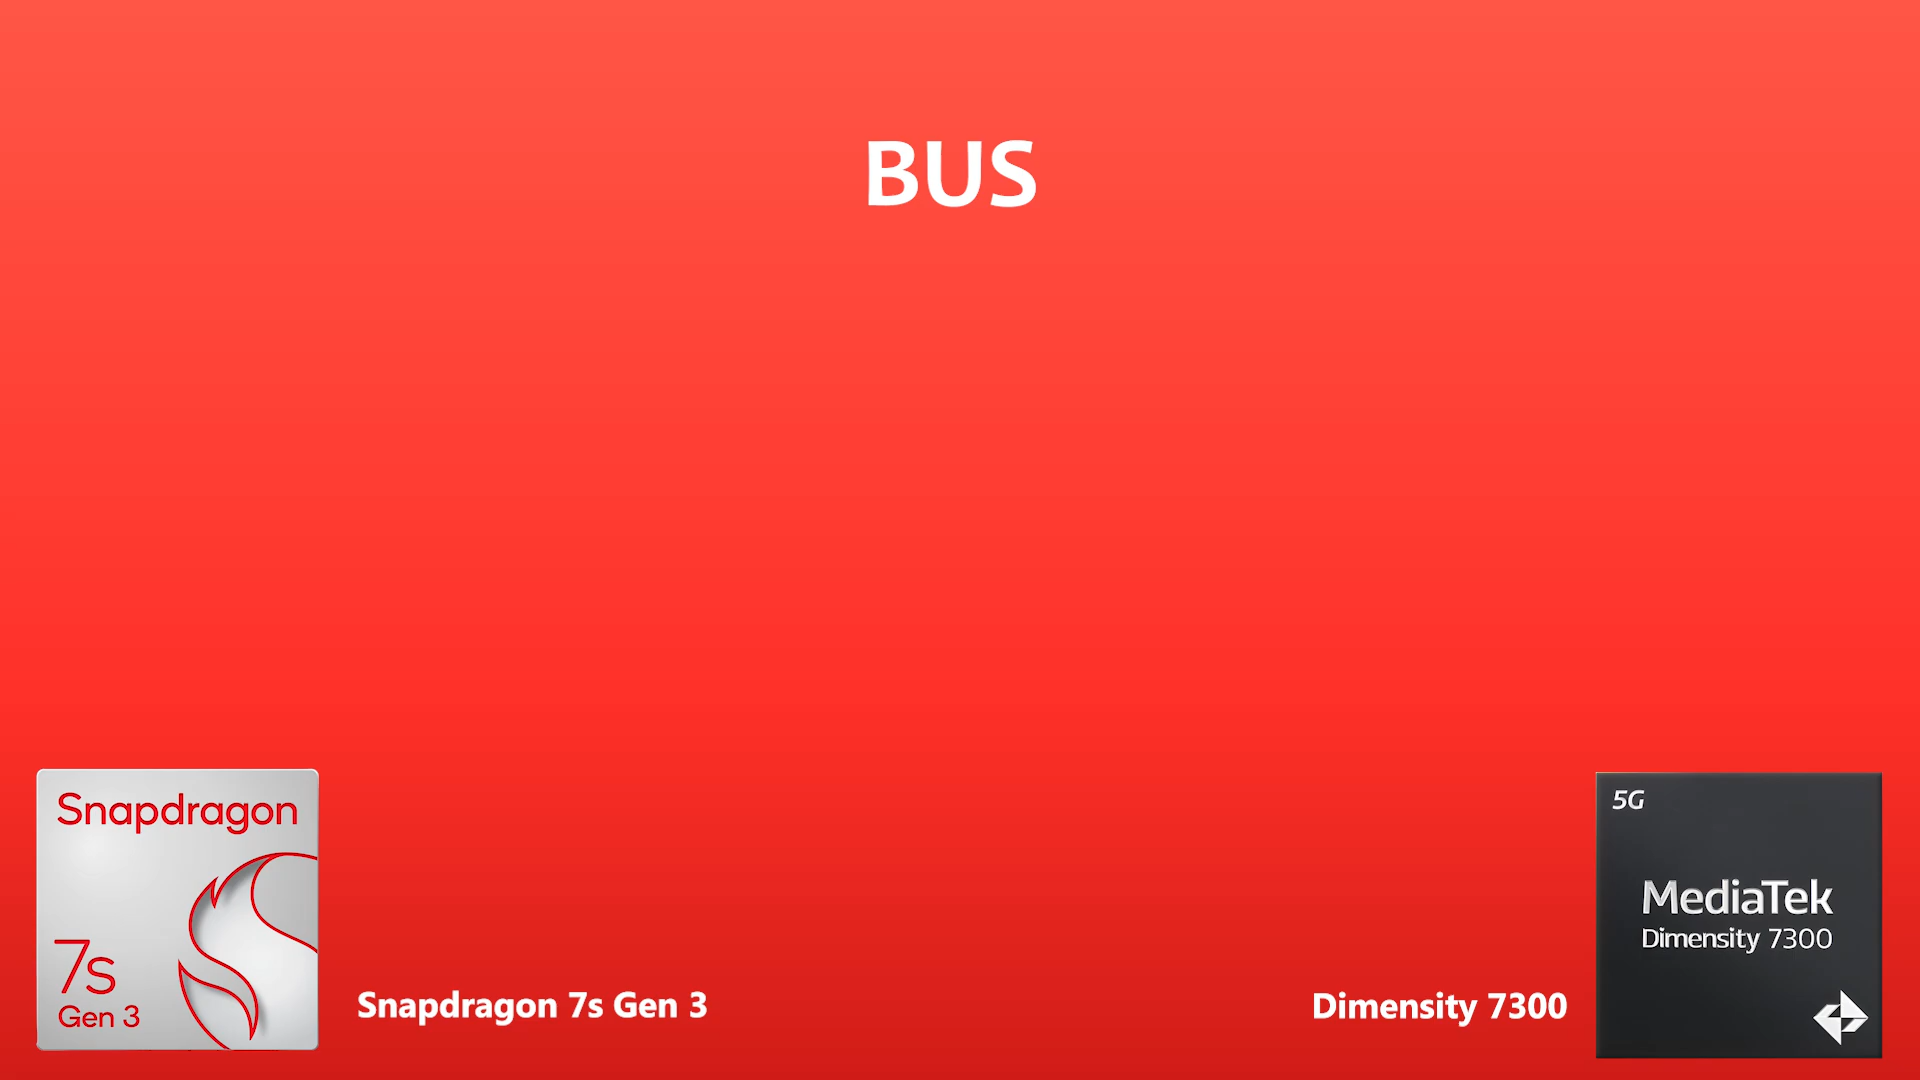 BUS
Snapdragon
7s
Gen 3
Snapdragon 7s Gen 3
Dimensity 7300
5G
MediaTek
Dimensity 7300